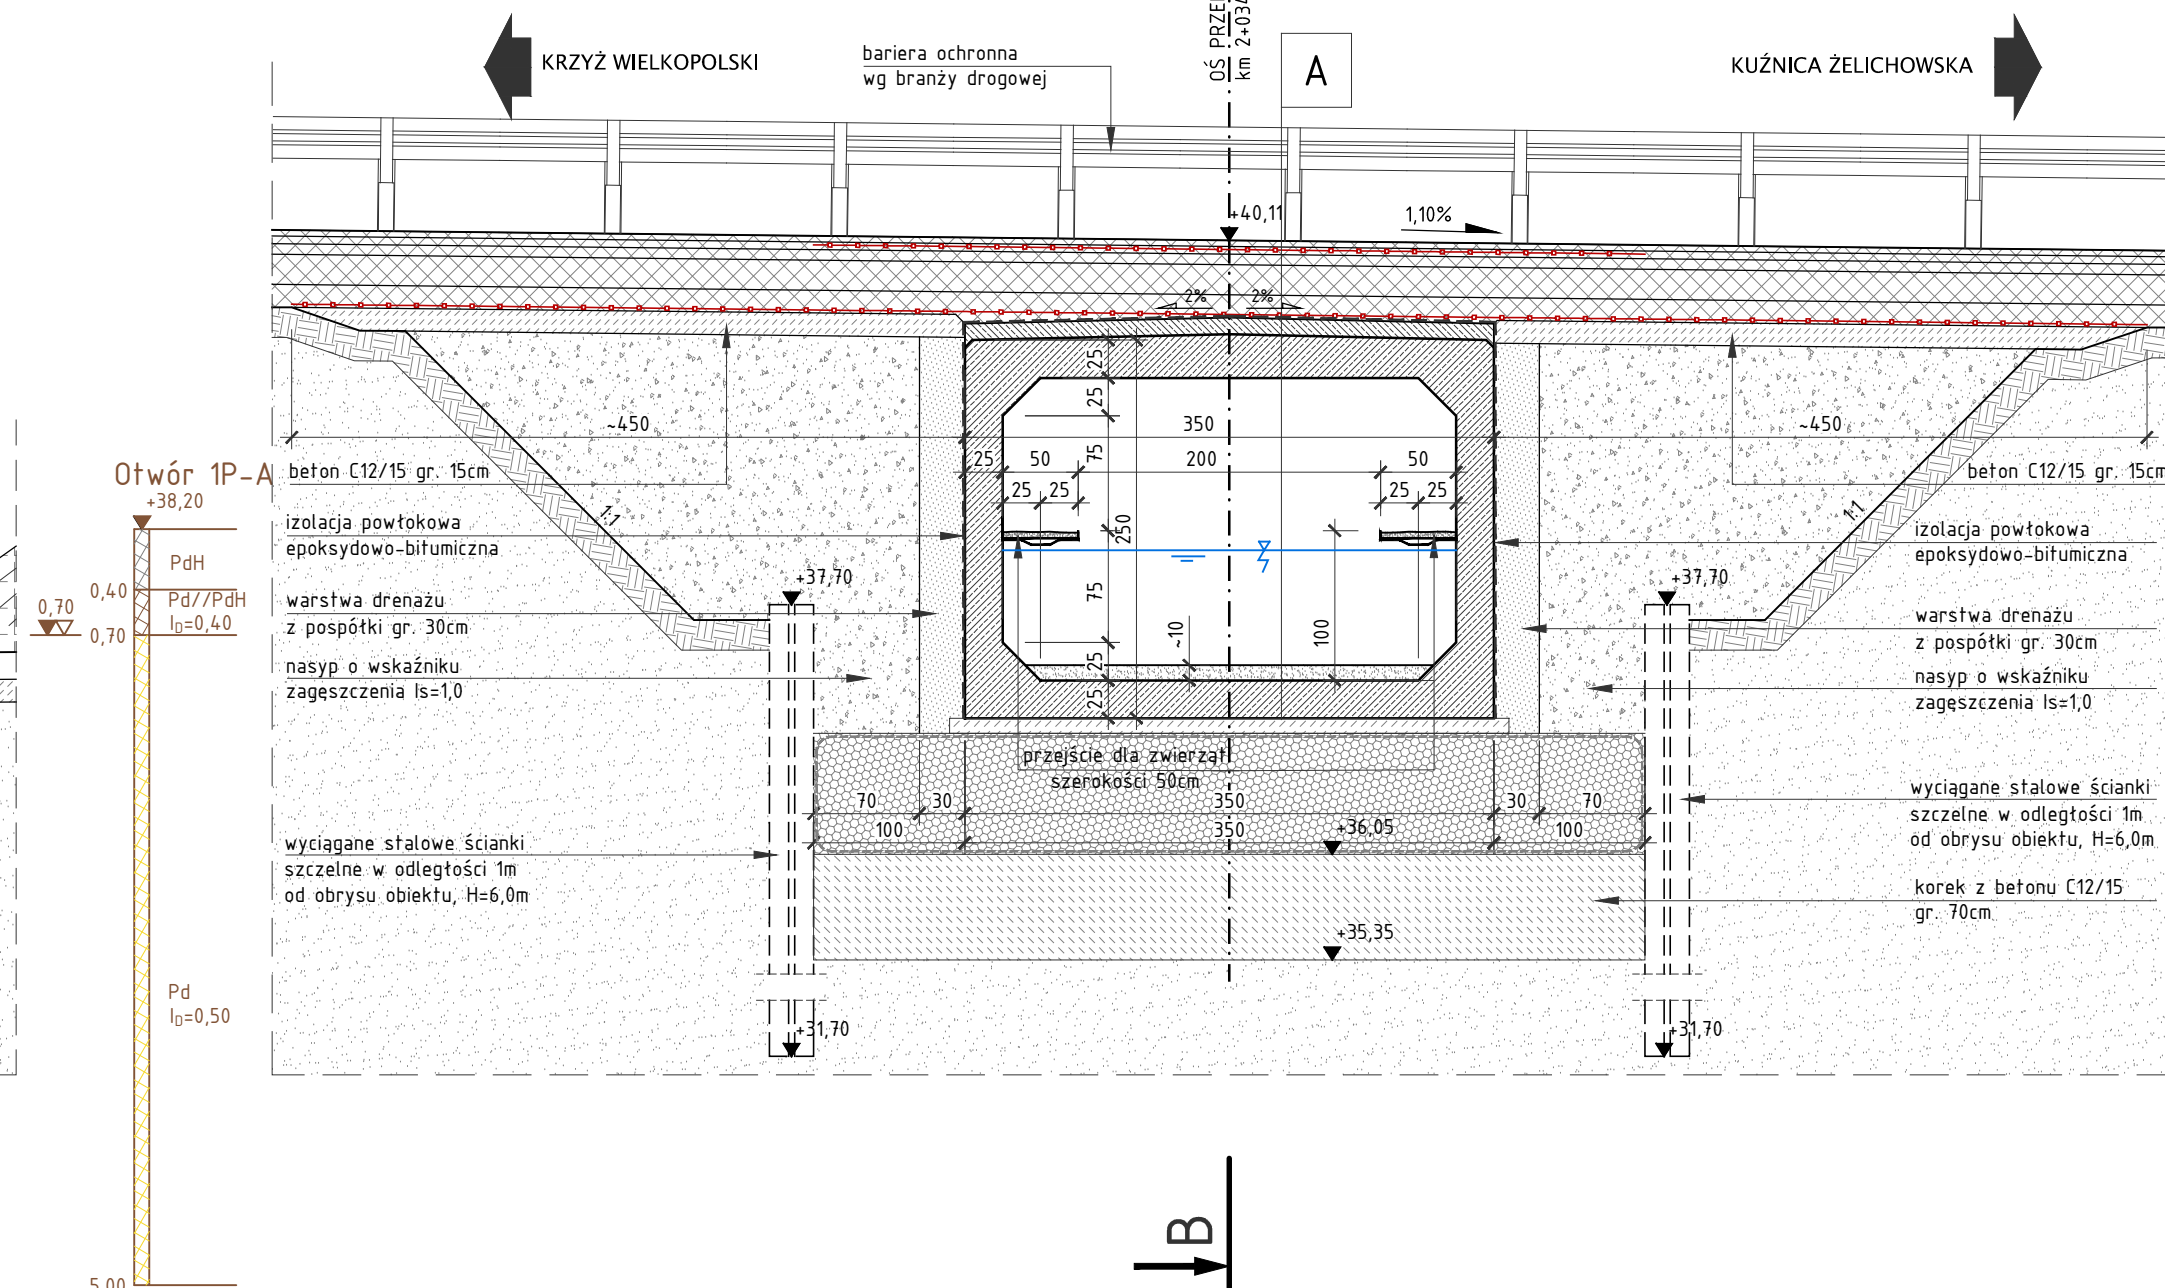 KRZYŻ WIELKOPOLSKI
bariera ochronna
wg branży drogowej
km 2+034
A
KUŹNICA ŻELICHOWSKA
+40,11
1,10%
2%
2%
25
25
75
250
75
25
25
~450
350
~450
25
50
200
50
25
25
25
25
Otwór 1P-A
+38,20
PdH
0,40
Pd//PdH
I_D=0,40
0,70
0,70
Pd
I_D=0,50
5,00
beton C12/15 gr. 15cm
izolacja powłokowa
epoksydowo-bitumiczna
warstwa drenażu
z pospółki gr. 30cm
nasyp o wskaźniku
zagęszczenia Is=1,0
wyciągane stalowe ścianki
szczelne w odległości 1m
od obrysu obiektu, H=6,0m
1:1
+37,70
~10
100
przejście dla zwierząt
szerokości 50cm
70
30
350
30
70
100
350
100
+36,05
+35,35
+31,70
+31,70
+37,70
1:1
beton C12/15 gr. 15cm
izolacja powłokowa
epoksydowo-bitumiczna
warstwa drenażu
z pospółki gr. 30cm
nasyp o wskaźniku
zagęszczenia Is=1,0
wyciągane stalowe ścianki
szczelne w odległości 1m
od obrysu obiektu, H=6,0m
korek z betonu C12/15
gr. 70cm
B